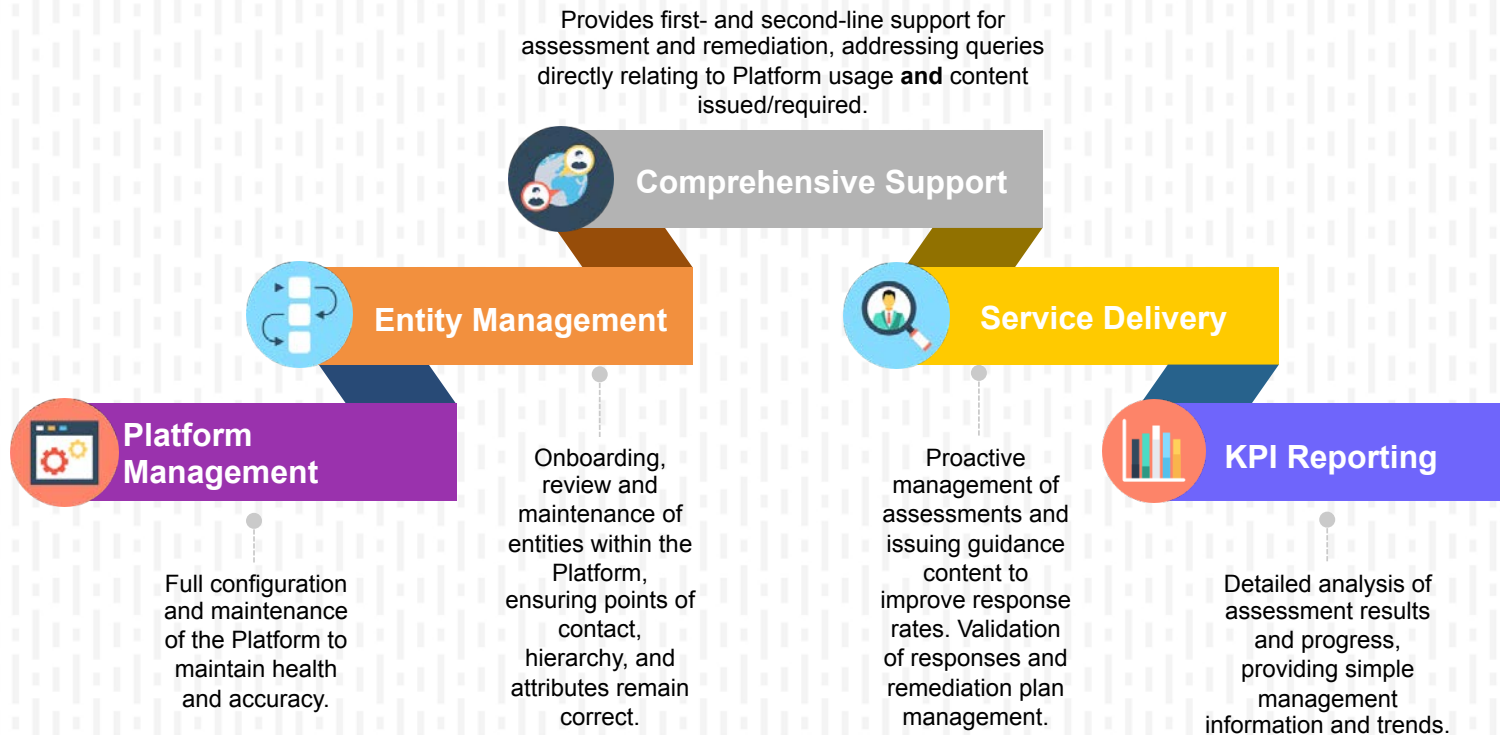 Provides first- and second-line support for
assessment and remediation, addressing queries
directly relating to Platform usage and content
issued/required.
Comprehensive Support
Entity Management
Service Delivery
Platform
Management
KPI Reporting
Full configuration
and maintenance
of the Platform to
maintain health
and accuracy.
Onboarding,
review and
maintenance of
entities within the
Platform,
ensuring points of
contact,
hierarchy, and
attributes remain
correct.
Proactive
management of
assessments and
issuing guidance
content to
improve response
rates. Validation
of responses and
remediation plan
management.
Detailed analysis of
assessment results
and progress,
providing simple
management
information and trends.